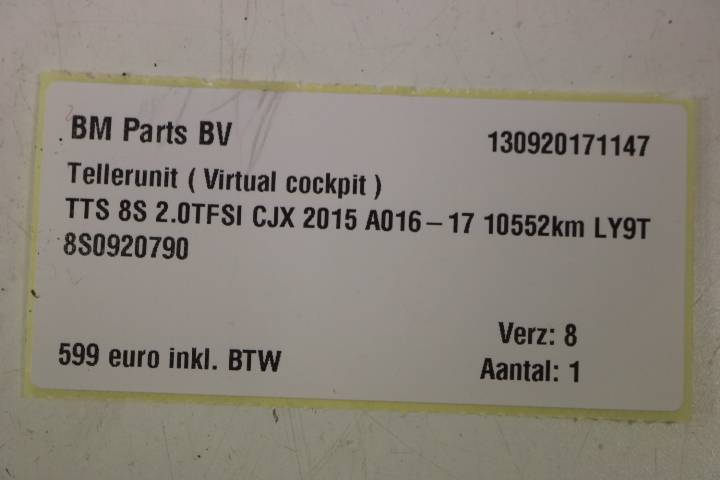 BM Parts BV 130920171147
Tellerunit ( Virtual cockpit )
TTS 8S 2.0TFSI CJX 2015 A016-17 10552km LY9T
8S0920790
Verz: 8
599 euro inkl. BTW
Aantal: 1